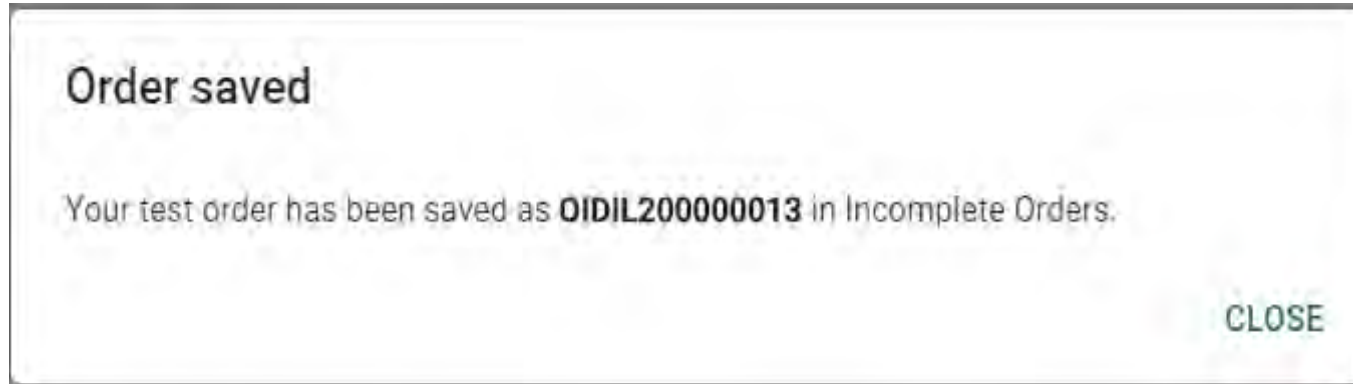 Order saved
Your test order has been saved as OIDIL200000013 in Incomplete Orders.
CLOSE